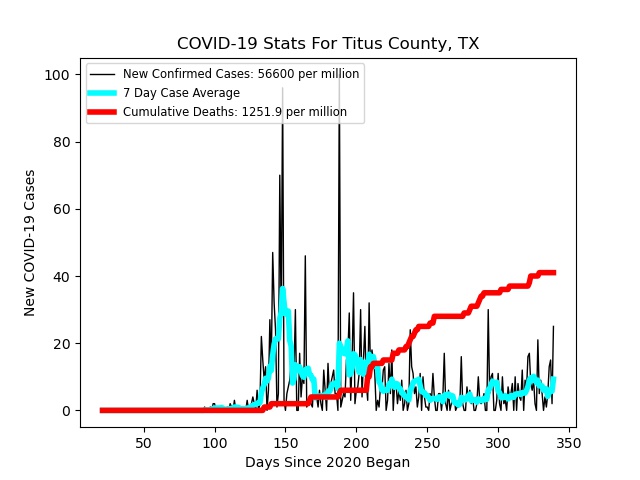 COVID-19 Stats For Titus County, TX
New Confirmed Cases: 56600 per million
7 Day Case Average
Cumulative Deaths: 1251.9 per million
New COVID-19 Cases
100
80
60
40
20
0
50
100
150
200
250
300
350
Days Since 2020 Began